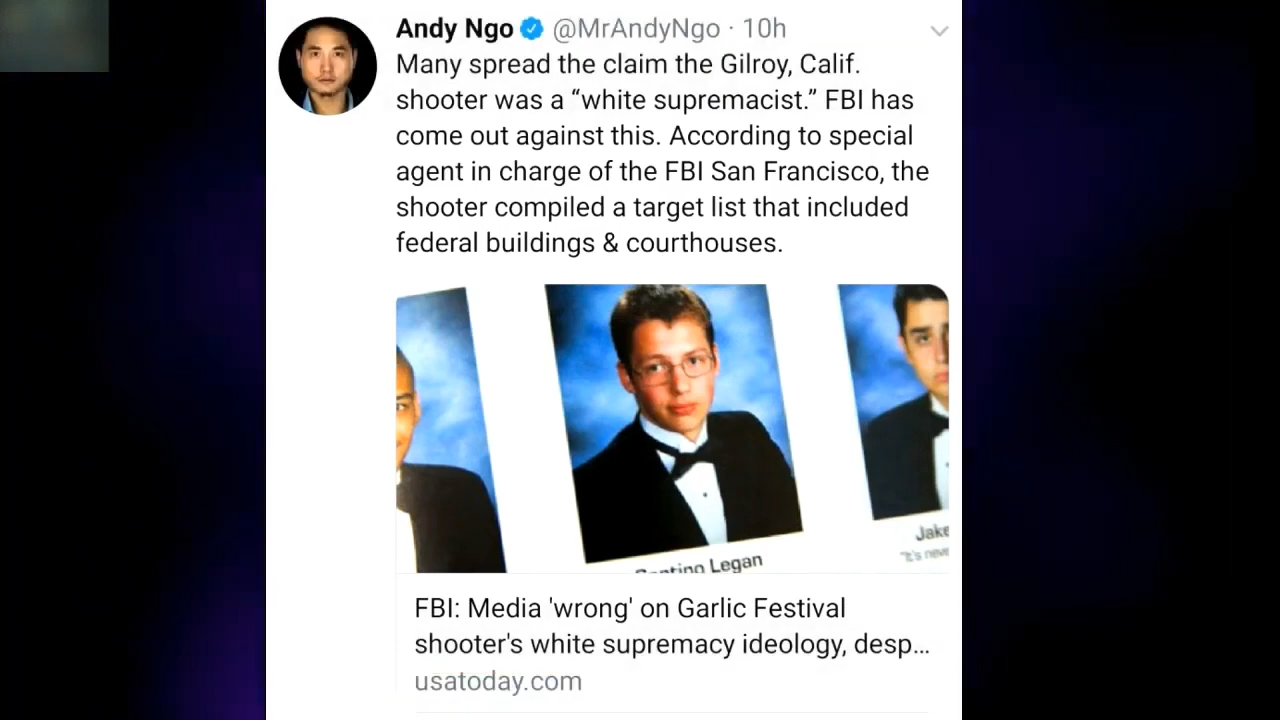 Andy Ngo @MrAndyNgo · 10h
Many spread the claim the Gilroy, Calif.
shooter was a “white supremacist.” FBI has
come out against this. According to special
agent in charge of the FBI San Francisco, the
shooter compiled a target list that included
federal buildings & courthouses.
Legan
Jake
"It's
FBI: Media 'wrong' on Garlic Festival
shooter's white supremacy ideology, desp...
usatoday.com